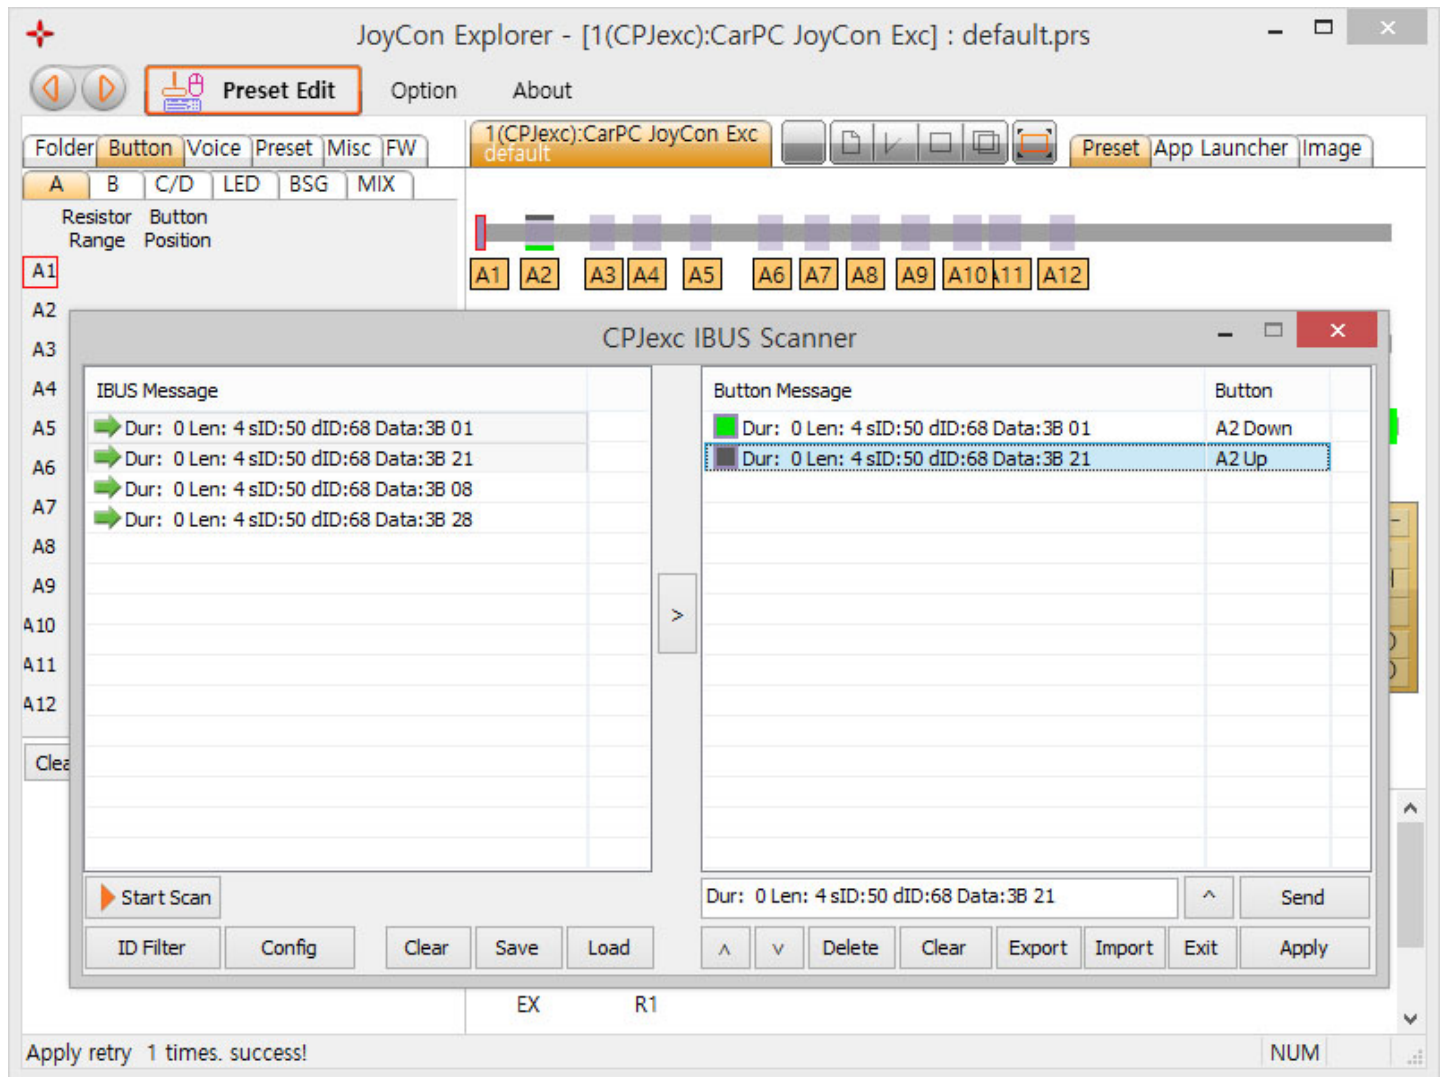 JoyCon Explorer - [1(CPJexc):CarPC JoyCon Exc] : default.prs
Preset Edit Option About
Folder Button Voice Preset Misc FW
1(CPJexc):CarPC JoyCon Exc
default
Preset App Launcher Image
A B C/D LED BSG MIX
Resistor Button
Range Position
A1
A1 A2 A3 A4 A5 A6 A7 A8 A9 A10 A11 A12
A2
A3
A4
A5
A6
A7
A8
A9
A10
A11
A12
CPJexc IBUS Scanner
IBUS Message
Dur: 0 Len: 4 sID:50 dID:68 Data:3B 01
Dur: 0 Len: 4 sID:50 dID:68 Data:3B 21
Dur: 0 Len: 4 sID:50 dID:68 Data:3B 08
Dur: 0 Len: 4 sID:50 dID:68 Data:3B 28
>
Button Message Button
Dur: 0 Len: 4 sID:50 dID:68 Data:3B 01 A2 Down
Dur: 0 Len: 4 sID:50 dID:68 Data:3B 21 A2 Up
Start Scan
Dur: 0 Len: 4 sID:50 dID:68 Data:3B 21 ^ Send
ID Filter Config Clear Save Load
^ v Delete Clear Export Import Exit Apply
EX R1
Apply retry 1 times. success!
NUM